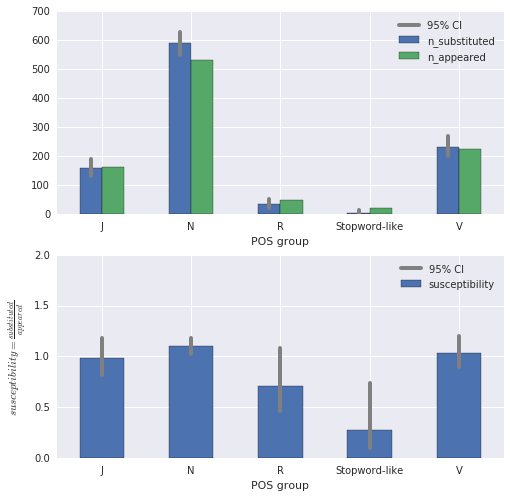 700
600
500
400
300
200
100
0
95% CI
n_substituted
n_appeared
J N R Stopword-like V
POS group
2.0
1.5
1.0
0.5
0.0
susceptibility = substituted/appeared
95% CI
susceptibility
J N R Stopword-like V
POS group